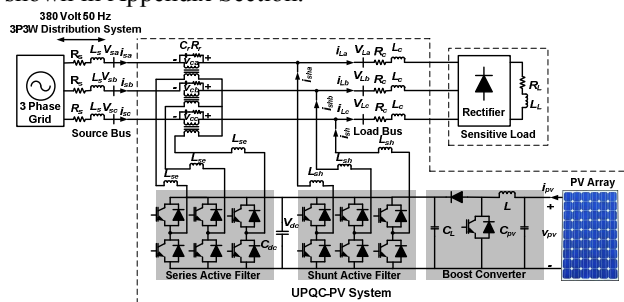 shown in Appendum Section.
380 Volt 50 Hz
3P3W Distribution System
Rs Ls Vsa isa
Cr Rr
- Vca +
iLa VLa Rc Lc
Rs Ls Vsb isb
- Vcb +
iLb VLb Rc Lc
Rs Ls Vsc isc
- Vcc +
iLc VLc Rc Lc
3 Phase
Grid
Source Bus
isha
ishb
ish
Load Bus
Rectifier
RL
LL
Sensitive Load
Lse
Lse
Lse
Lsh
Lsh
Lsh
Vdc
Cdc
L
ipv
PV Array
+
CL
Cpv
vpv
-
Series Active Filter
Shunt Active Filter
Boost Converter
UPQC-PV System